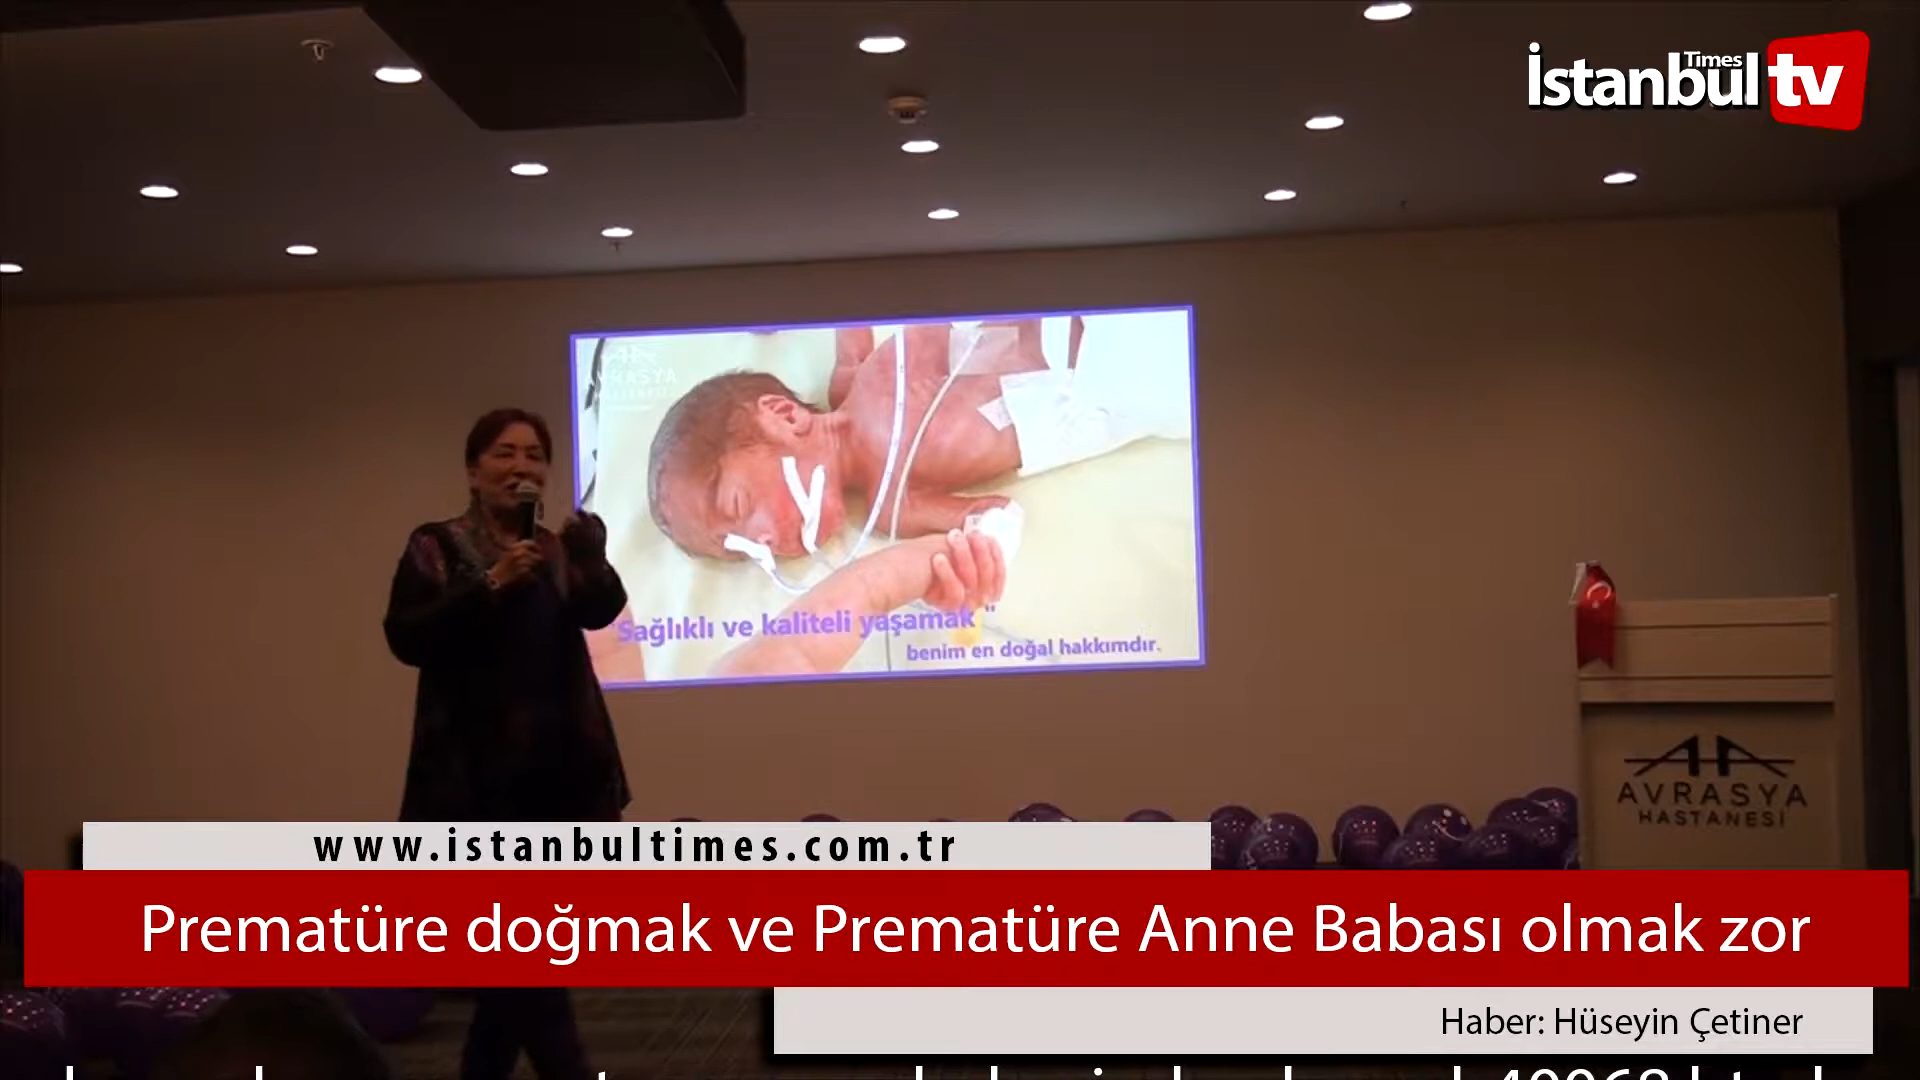 Times
İstanbul tv
AVRASYA
"Sağlıklı ve kaliteli yaşamak "
benim en doğal hakkımdır.
AVRASYA
HASTANESİ
www.istanbultimes.com.tr
Prematüre doğmak ve Prematüre Anne Babası olmak zor
Haber: Hüseyin Çetiner